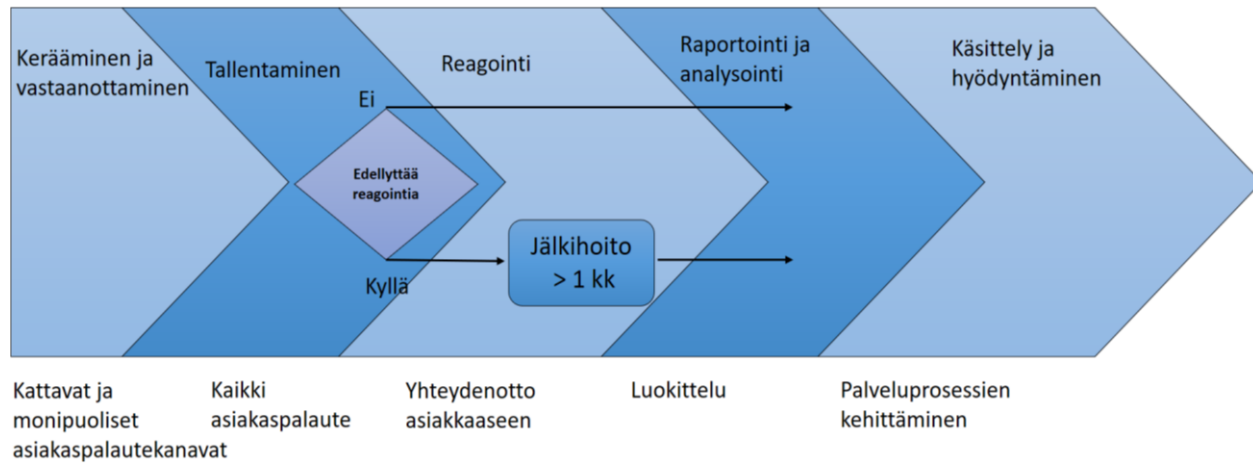 Kerääminen ja
vastaanottaminen
Tallentaminen
Reagointi
Raportointi ja
analysointi
Käsittely ja
hyödyntäminen
Ei
Edellyttää
reagointia
Kyllä
Jälkihoito
> 1 kk
Kattavat ja
monipuoliset
asiakaspalautekanavat
Kaikki
asiakaspalaute
Yhteydenotto
asiakkaaseen
Luokittelu
Palveluprosessien
kehittäminen